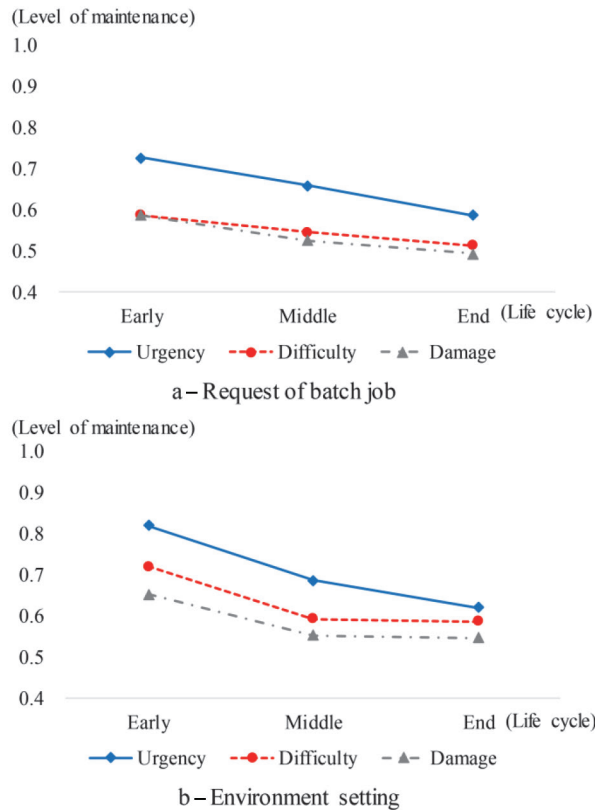 (Level of maintenance)
1.0
0.9
0.8
0.7
0.6
0.5
0.4
Early Middle End (Life cycle)
Urgency Difficulty Damage
a – Request of batch job
(Level of maintenance)
1.0
0.9
0.8
0.7
0.6
0.5
0.4
Early Middle End (Life cycle)
Urgency Difficulty Damage
b – Environment setting